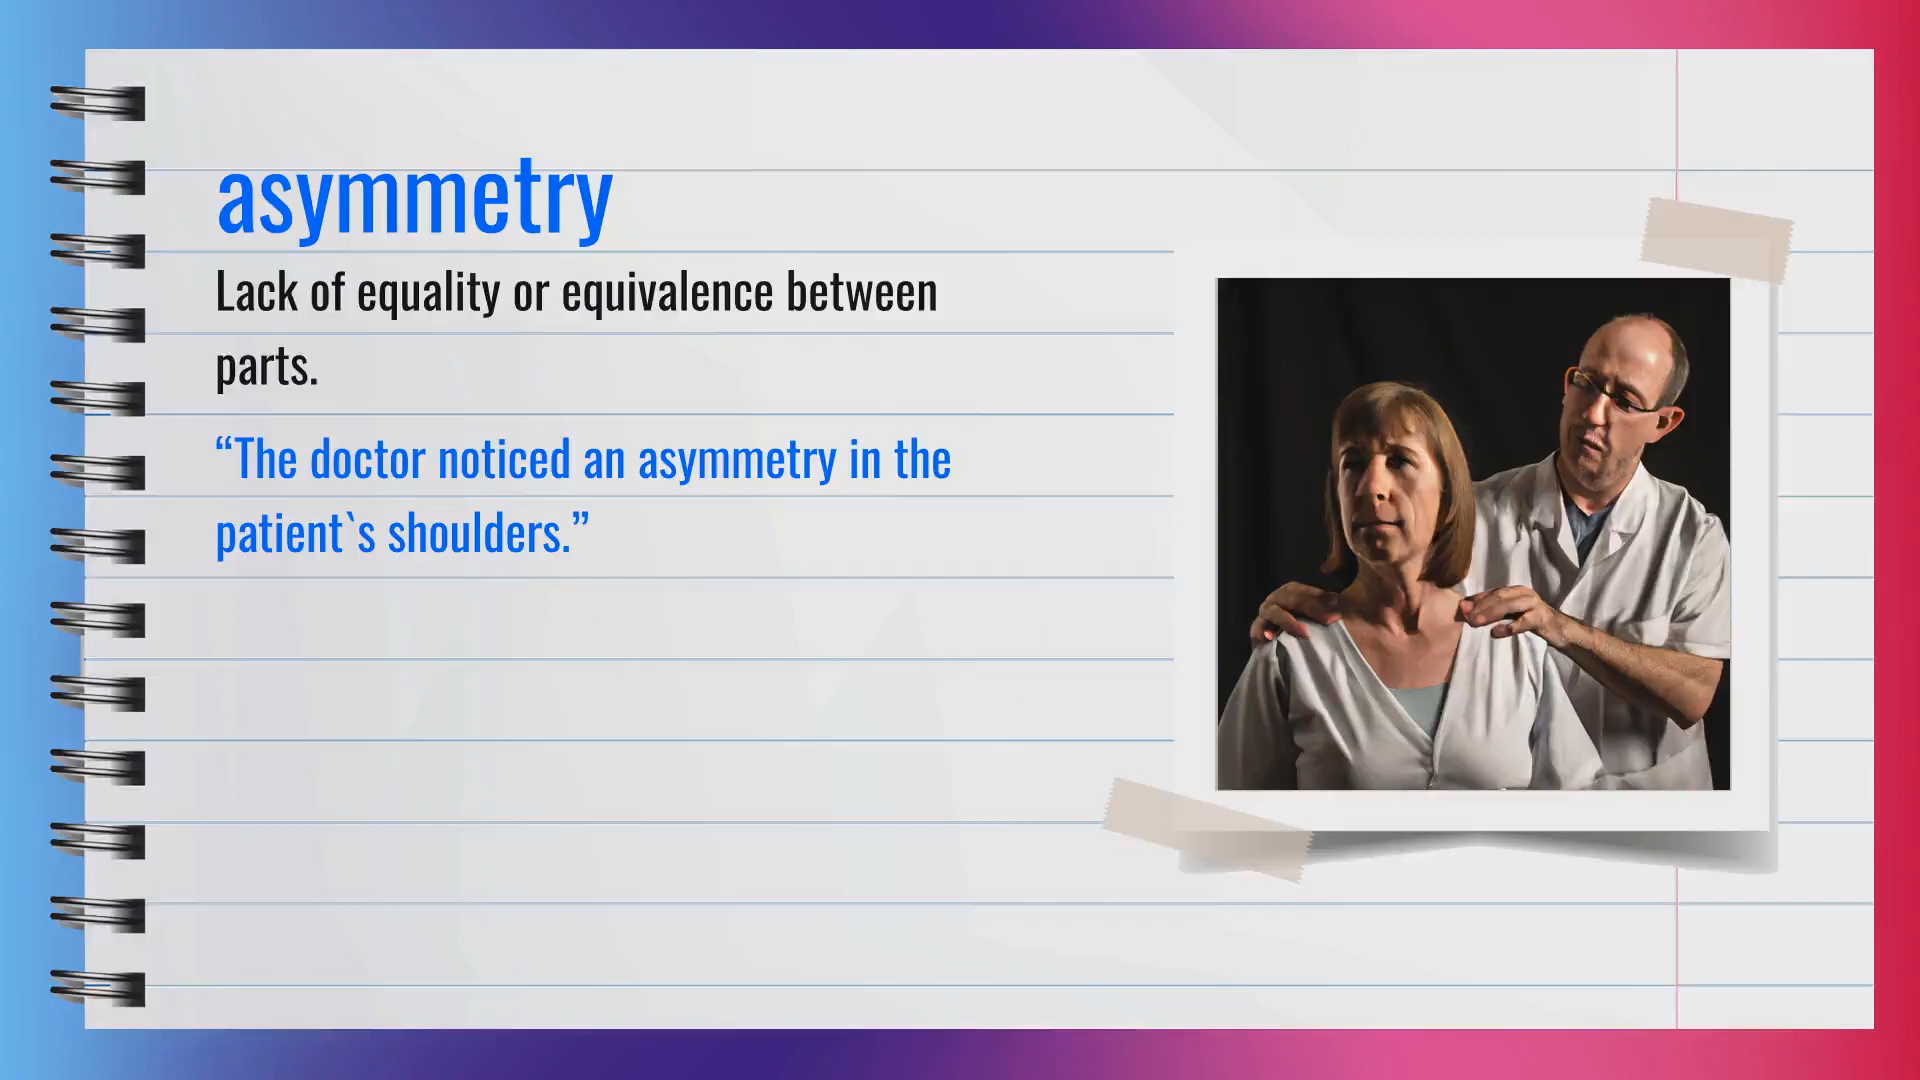 asymmetry
Lack of equality or equivalence between
parts.
“The doctor noticed an asymmetry in the
patient`s shoulders.”